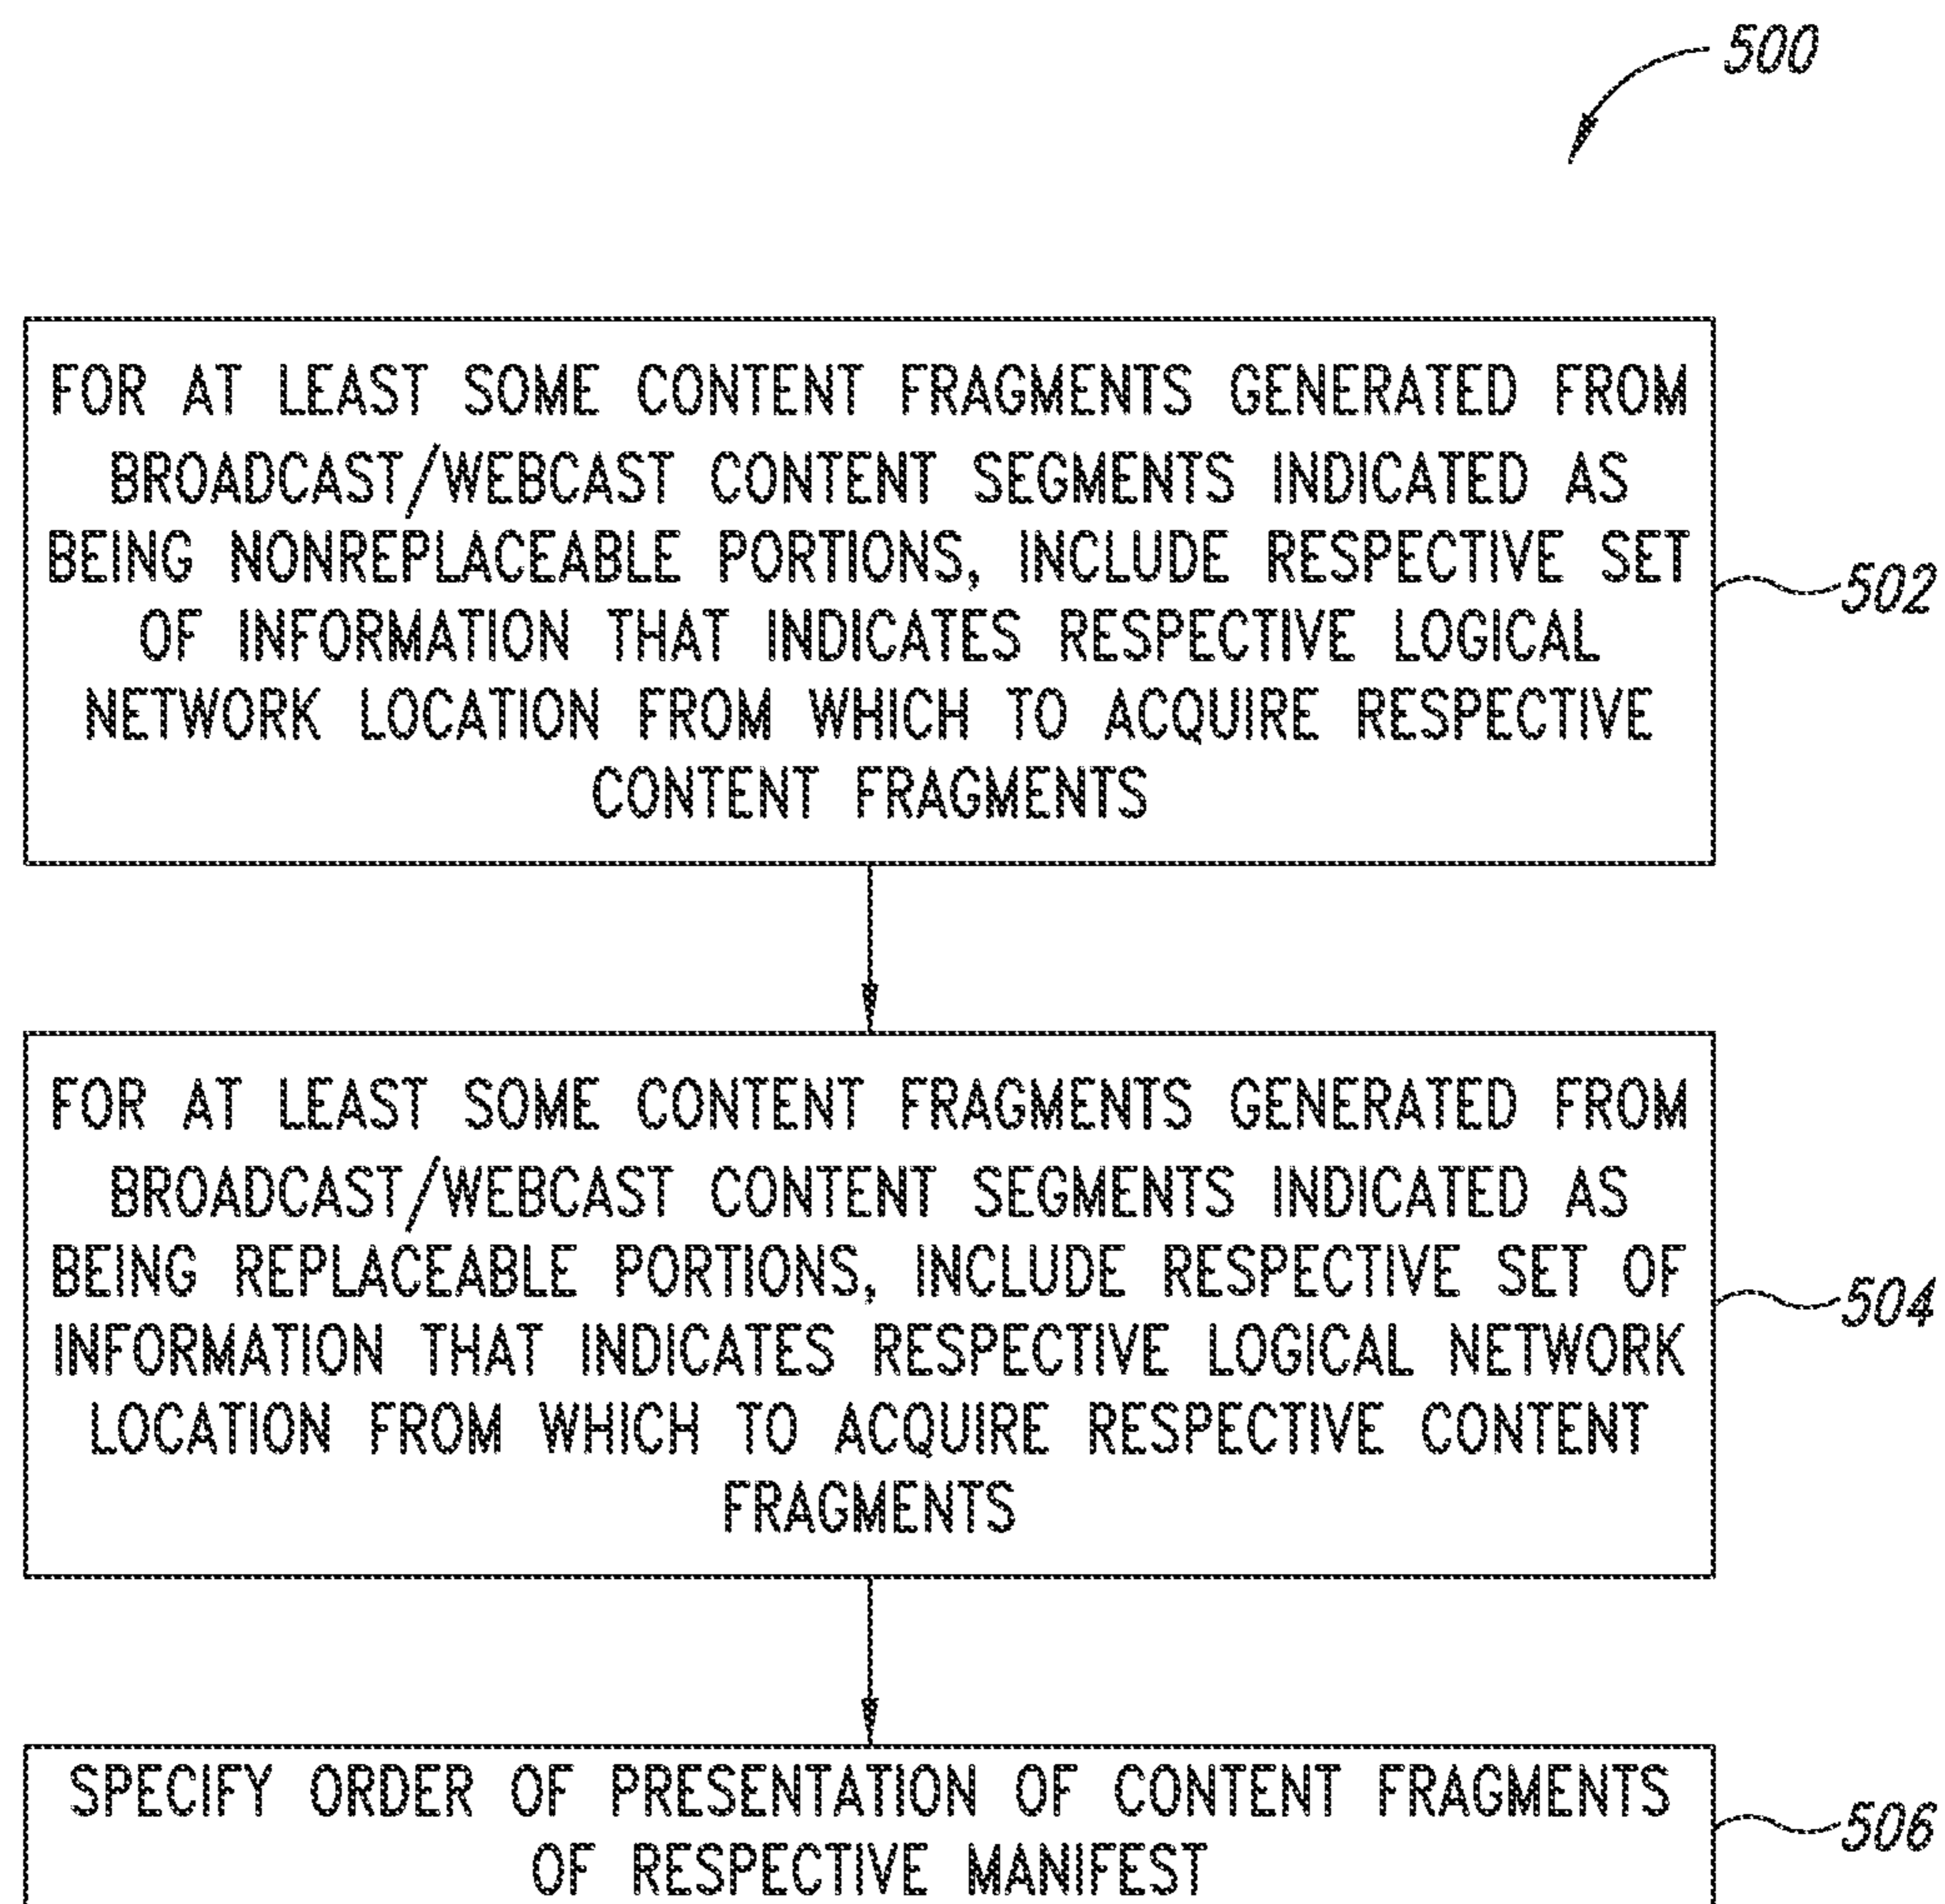 500
FOR AT LEAST SOME CONTENT FRAGMENTS GENERATED FROM
BROADCAST/WEBCAST CONTENT SEGMENTS INDICATED AS
BEING NONREPLACEABLE PORTIONS, INCLUDE RESPECTIVE SET
OF INFORMATION THAT INDICATES RESPECTIVE LOGICAL
NETWORK LOCATION FROM WHICH TO ACQUIRE RESPECTIVE
CONTENT FRAGMENTS
502
FOR AT LEAST SOME CONTENT FRAGMENTS GENERATED FROM
BROADCAST/WEBCAST CONTENT SEGMENTS INDICATED AS
BEING REPLACEABLE PORTIONS, INCLUDE RESPECTIVE SET OF
INFORMATION THAT INDICATES RESPECTIVE LOGICAL NETWORK
LOCATION FROM WHICH TO ACQUIRE RESPECTIVE CONTENT
FRAGMENTS
504
SPECIFY ORDER OF PRESENTATION OF CONTENT FRAGMENTS
OF RESPECTIVE MANIFEST
506